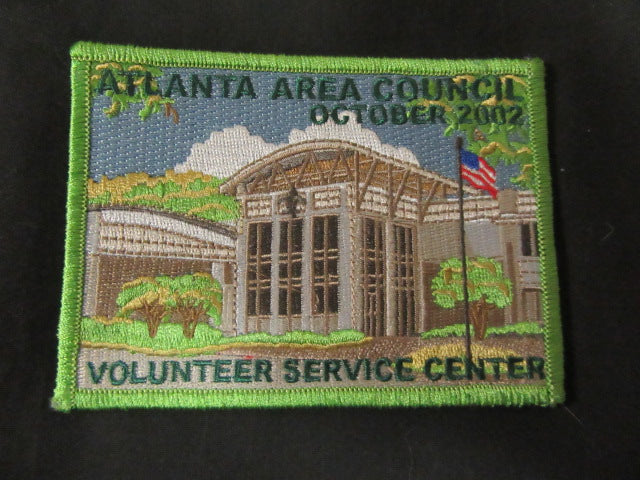 ATLANTA AREA COUNCIL
OCTOBER 2002
VOLUNTEER SERVICE CENTER